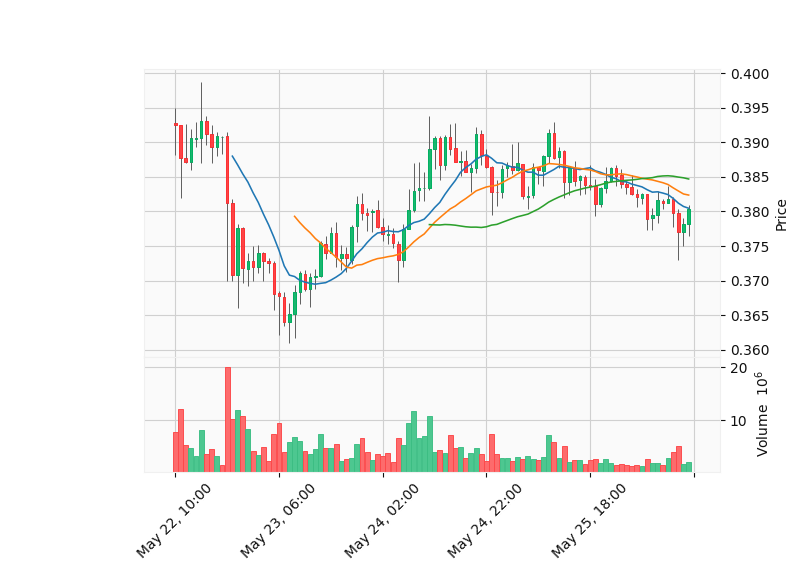 0.400
0.395
0.390
0.385
0.380
0.375
0.370
0.365
0.360
Price
20
10
Volume 10^6
May 22, 10:00
May 23, 06:00
May 24, 02:00
May 24, 22:00
May 25, 18:00